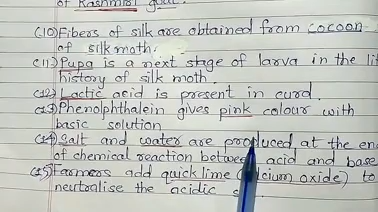 of Kashmiri goat.
(10) Fibers of silk are obtained from cocoon
of silk moth.
(11) Pupa is a next stage of larva in the li
history of silk moth.
(12) Lactic acid is present in curd.
(13) Phenolphthalein gives pink colour with
basic solution
(14) Salt and water are produced at the en
of chemical reaction between acid and base
(15) Farmers add quick lime (calcium oxide) to
neutralise the acidic